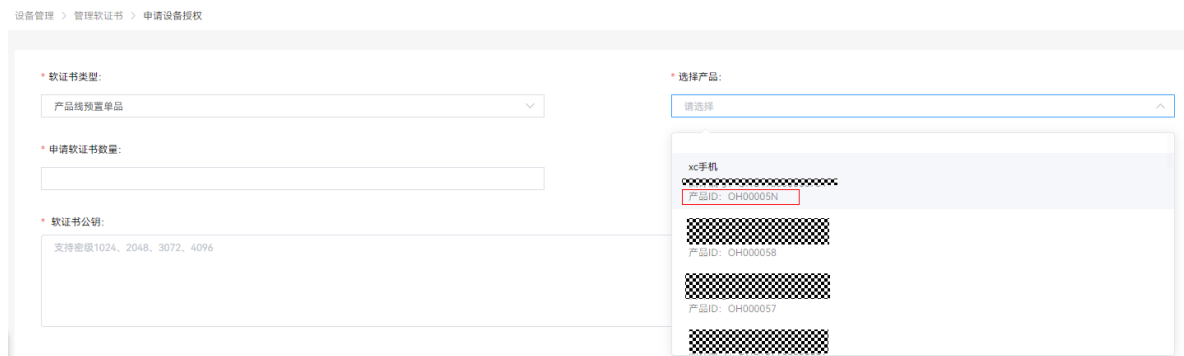 设备管理 > 管理软证书 > 申请设备授权
* 软证书类型:
产品线预置单品
* 选择产品:
请选择
* 申请软证书数量:
xc手机
产品ID: OH00005N
产品ID: OH000058
产品ID: OH000057
* 软证书公钥:
支持密级1024、2048、3072、4096